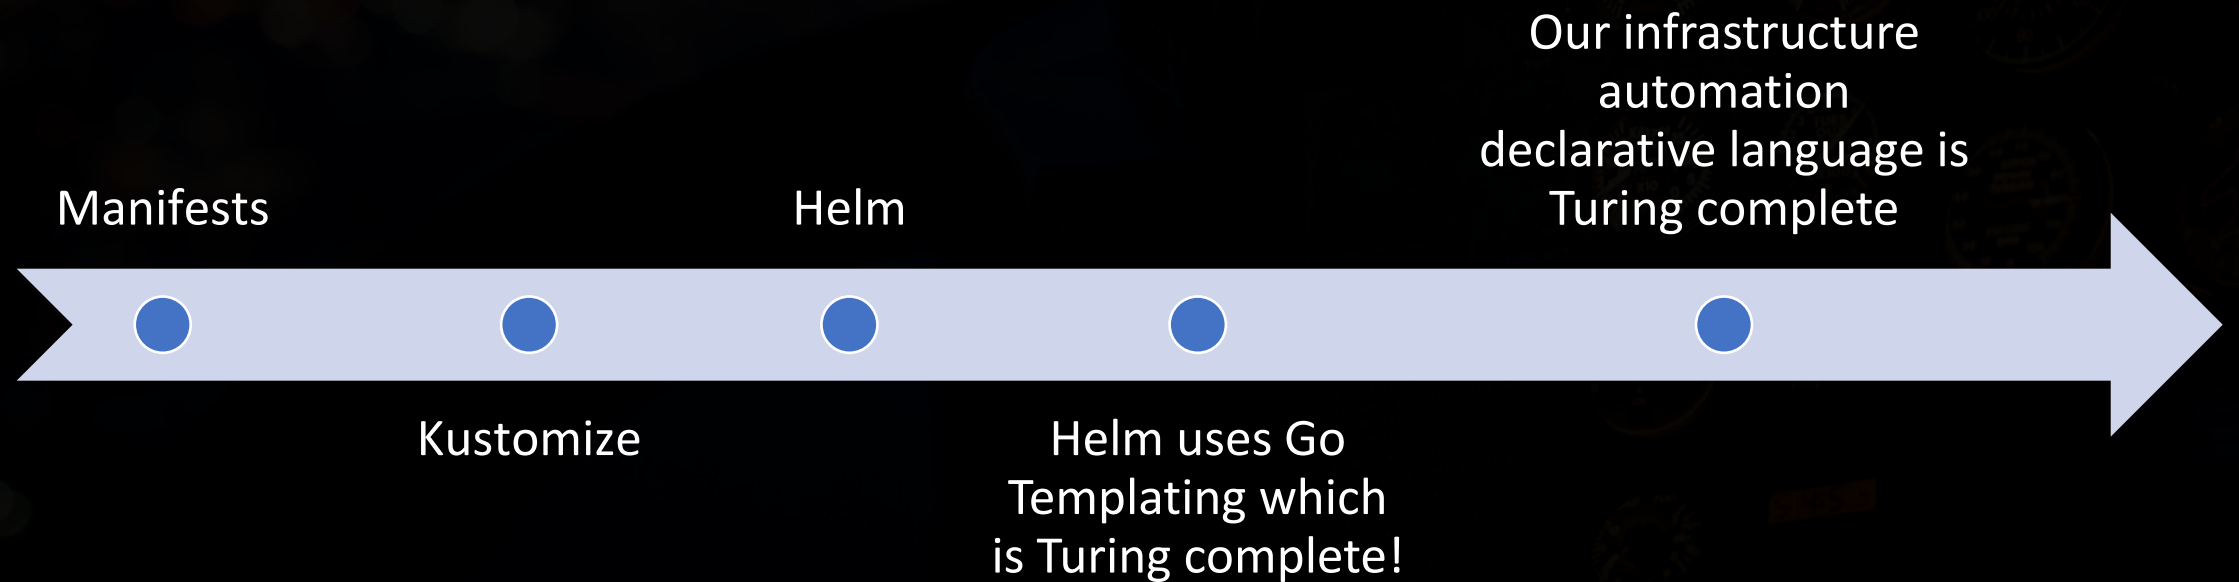 Manifests
Kustomize
Helm
Helm uses Go
Templating which
is Turing complete!
Our infrastructure
automation
declarative language is
Turing complete